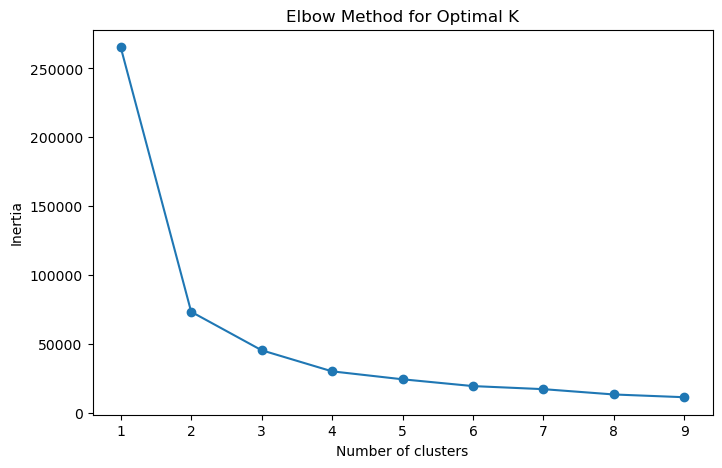 Elbow Method for Optimal K
Inertia
250000
200000
150000
100000
50000
0
1 2 3 4 5 6 7 8 9
Number of clusters